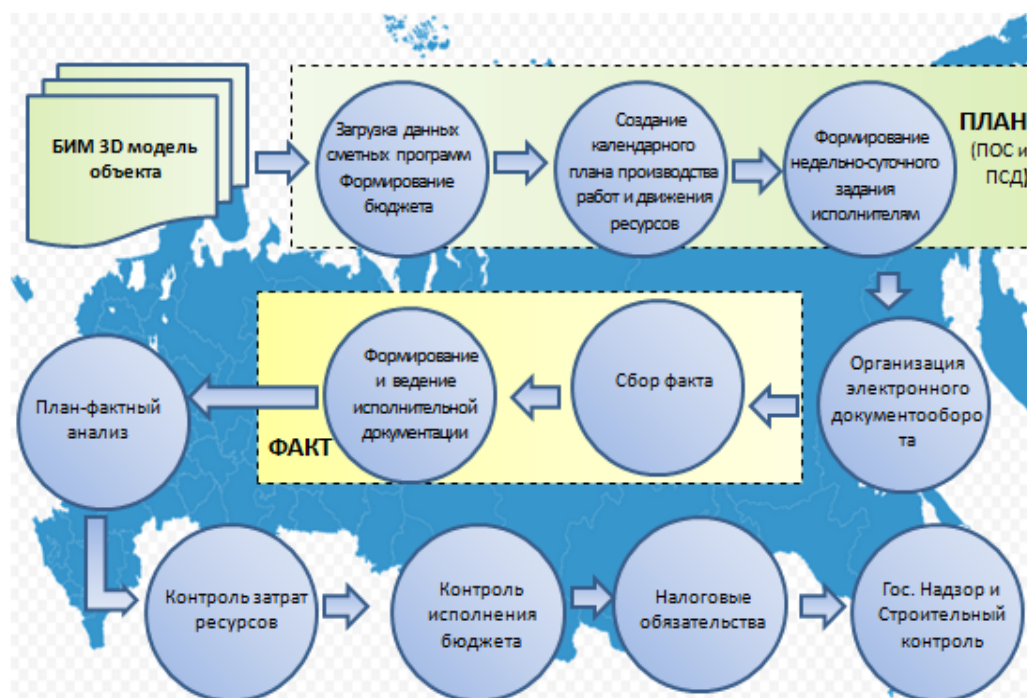 БИМ 3D модель
объекта
Загрузка данных
сметных программ
Формирование
бюджета
Создание
календарного
плана производства
работ и движения
ресурсов
Формирование
недельно-суточного
задания
исполнителям
ПЛАН
(ПОС и
ПСД)
Организация
электронного
документооборо
та
Сбор факта
Формирование
и ведение
исполнительной
документации
ФАКТ
План-фактный
анализ
Контроль затрат
ресурсов
Контроль
исполнения
бюджета
Налоговые
обязательства
Гос. Надзор и
Строительный
контроль